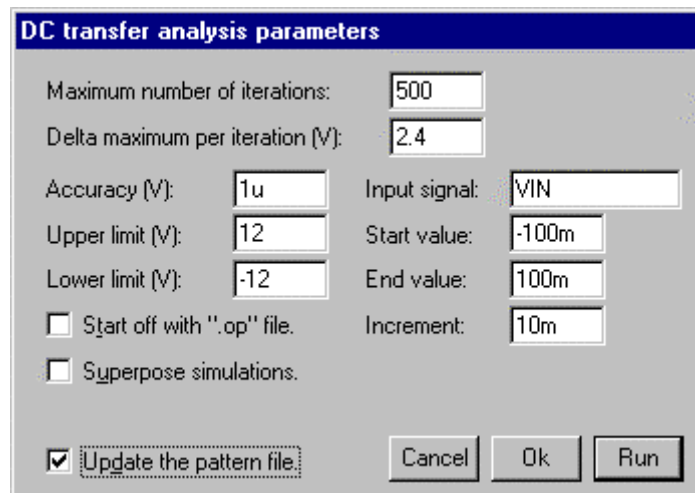 DC transfer analysis parameters
Maximum number of iterations: 500
Delta maximum per iteration (V): 2.4
Accuracy (V): 1u Input signal: VIN
Upper limit (V): 12 Start value: -100m
Lower limit (V): -12 End value: 100m
Start off with ".op" file. Increment: 10m
Superpose simulations.
Update the pattern file. Cancel Ok Run